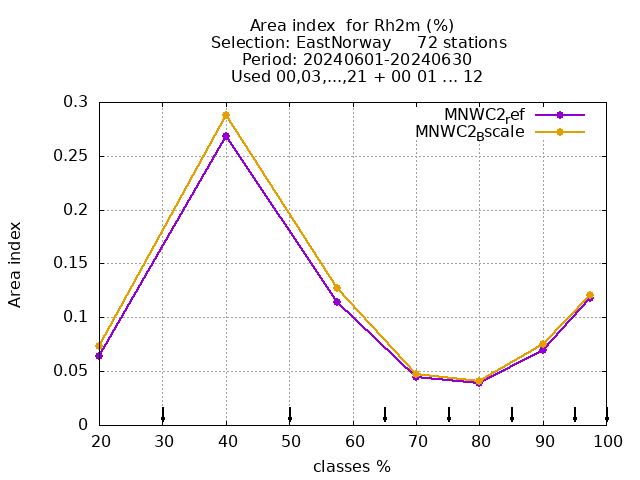 Area index  for Rh2m (%)
Selection: EastNorway     72 stations
Period: 20240601-20240630
Used 00,03,...,21 + 00 01 ... 12
MNWC2ref
MNWC2Bscale
0.3
0.25
0.2
0.15
0.1
0.05
0
Area index
20 30 40 50 60 70 80 90 100
classes %